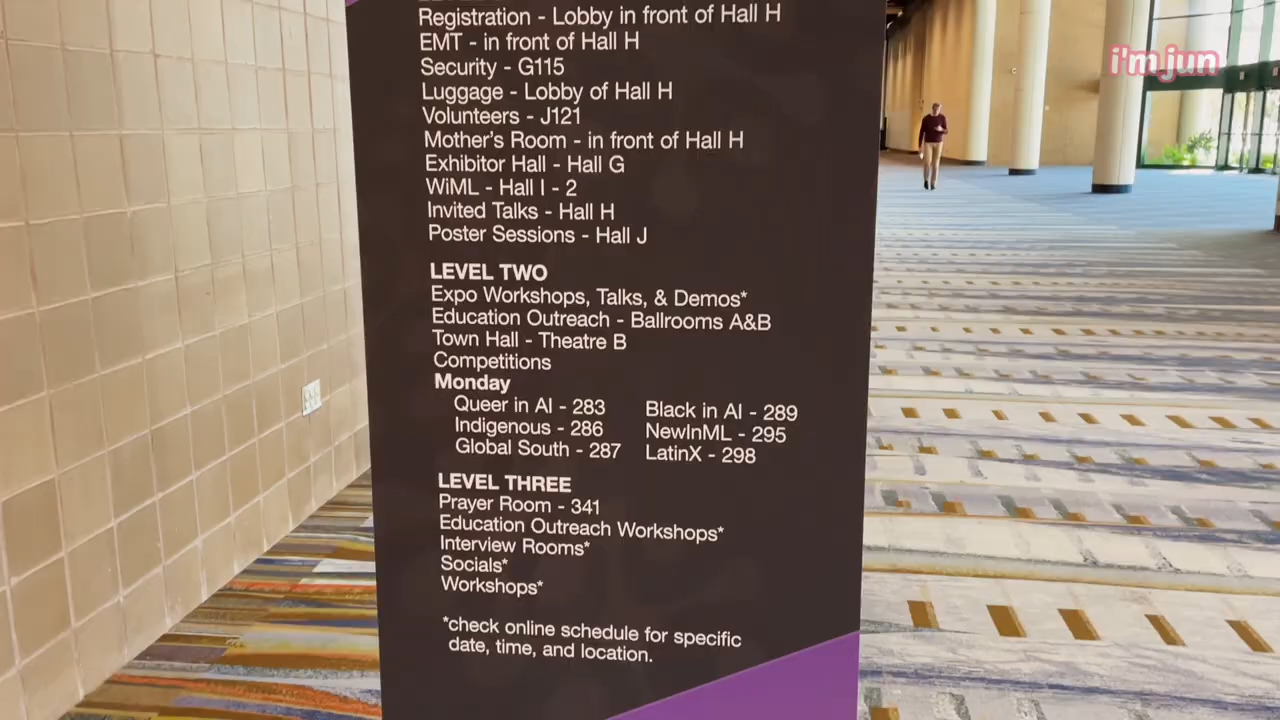 Registration - Lobby in front of Hall H
EMT - in front of Hall H
Security - G115
Luggage - Lobby of Hall H
Volunteers - J121
Mother's Room - in front of Hall H
Exhibitor Hall - Hall G
WiML - Hall I - 2
Invited Talks - Hall H
Poster Sessions - Hall J
LEVEL TWO
Expo Workshops, Talks, & Demos*
Education Outreach - Ballrooms A&B
Town Hall - Theatre B
Competitions
Monday
Queer in AI - 283 Black in AI - 289
Indigenous - 286 NewInML - 295
Global South - 287 LatinX - 298
LEVEL THREE
Prayer Room - 341
Education Outreach Workshops*
Interview Rooms*
Socials*
Workshops*
*check online schedule for specific
date, time, and location.
i'm jun